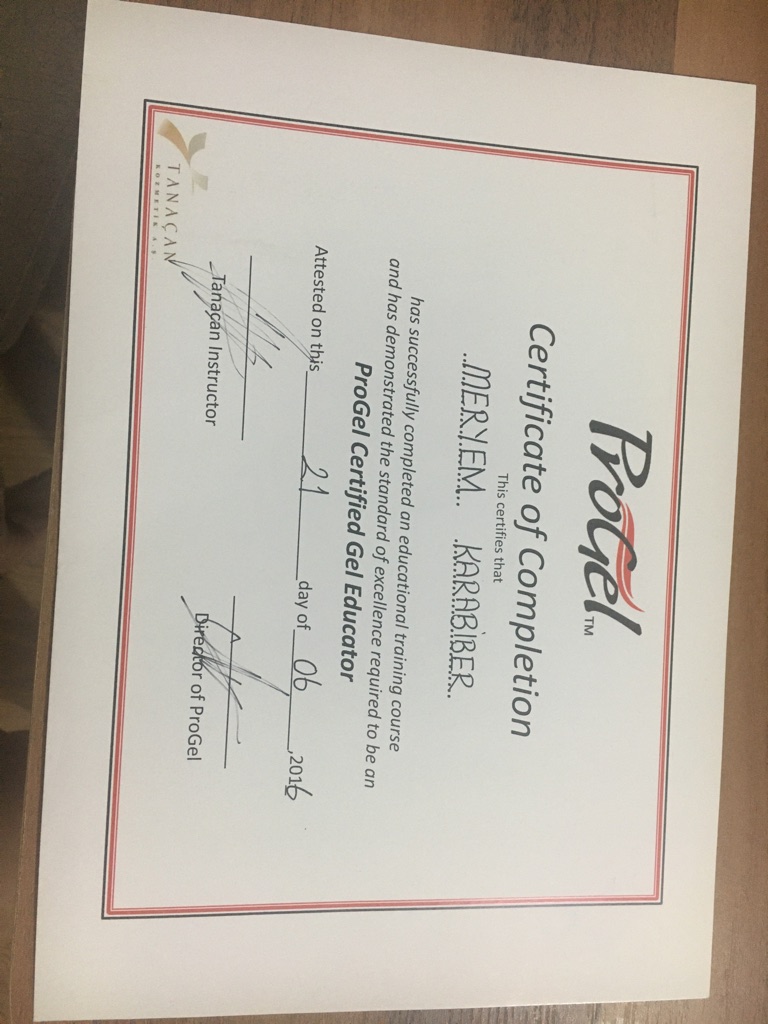 ProGel™
Certificate of Completion
This certifies that
MERYEM KARABİBER
has successfully completed an educational training course
and has demonstrated the standard of excellence required to be an
ProGel Certified Gel Educator
Attested on this 21 day of 06, 2016
Tanaçan Instructor
Director of ProGel
TANAÇAN
KOZMETİK A.Ş